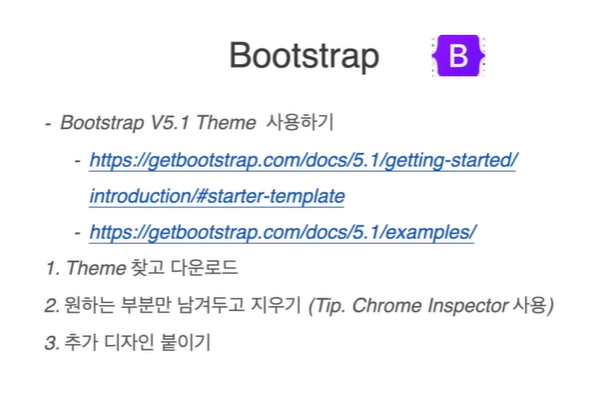 Bootstrap B
- Bootstrap V5.1 Theme 사용하기
- https://getbootstrap.com/docs/5.1/getting-started/
introduction/#starter-template
- https://getbootstrap.com/docs/5.1/examples/
1. Theme 찾고 다운로드
2. 원하는 부분만 남겨두고 지우기 (Tip. Chrome Inspector 사용)
3. 추가 디자인 붙이기